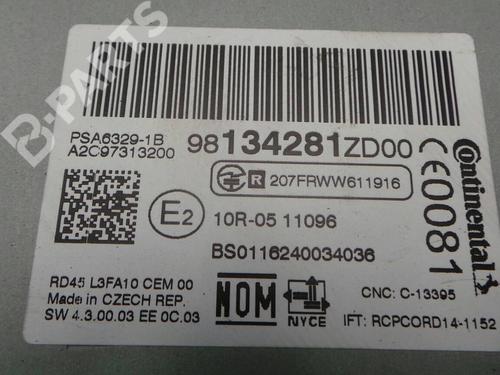 B-PARTS
PSA6329-1B
A2C97313200
98134281ZD00
R 207FRWW611916
E2
10R-05 11096
BS0116240034036
RD45 L3FA10 CEM 00
Made in CZECH REP.
SW 4.3.00.03 EE 0C.03
NOM
NYCE
CNC: C-13395
IFT: RCPCORD14-1152
Continental
CE0081